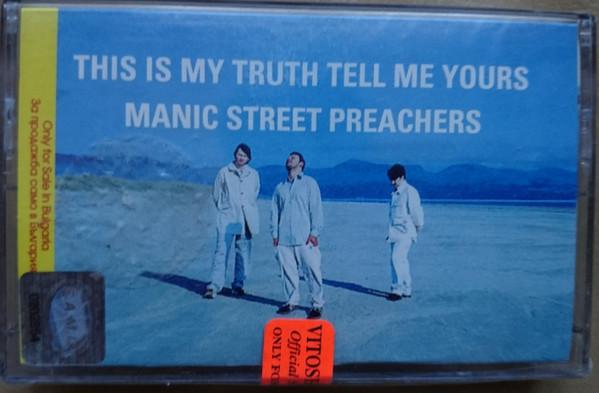 THIS IS MY TRUTH TELL ME YOURS
MANIC STREET PREACHERS
Only for Sale in Bulgaria
За продажба само в България
Official
ONLY